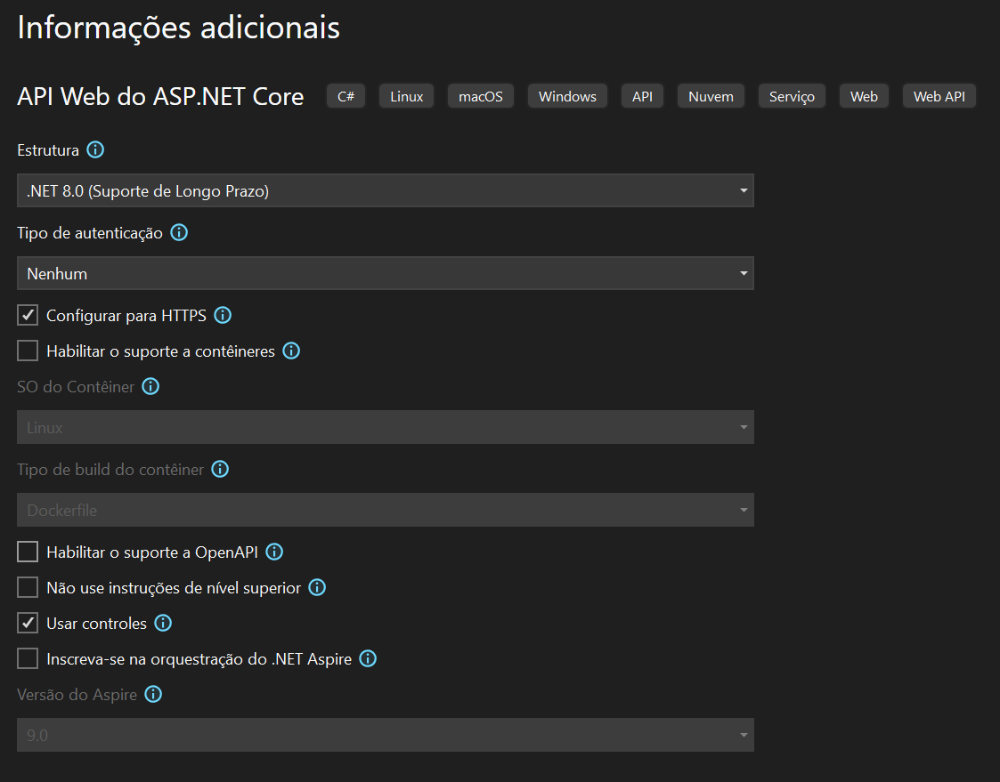 Informações adicionais
API Web do ASP.NET Core C# Linux macOS Windows API Nuvem Serviço Web Web API
Estrutura
.NET 8.0 (Suporte de Longo Prazo)
Tipo de autenticação
Nenhum
Configurar para HTTPS
Habilitar o suporte a contêineres
SO do Contêiner
Linux
Tipo de build do contêiner
Dockerfile
Habilitar o suporte a OpenAPI
Não use instruções de nível superior
Usar controles
Inscreva-se na orquestração do .NET Aspire
Versão do Aspire
9.0